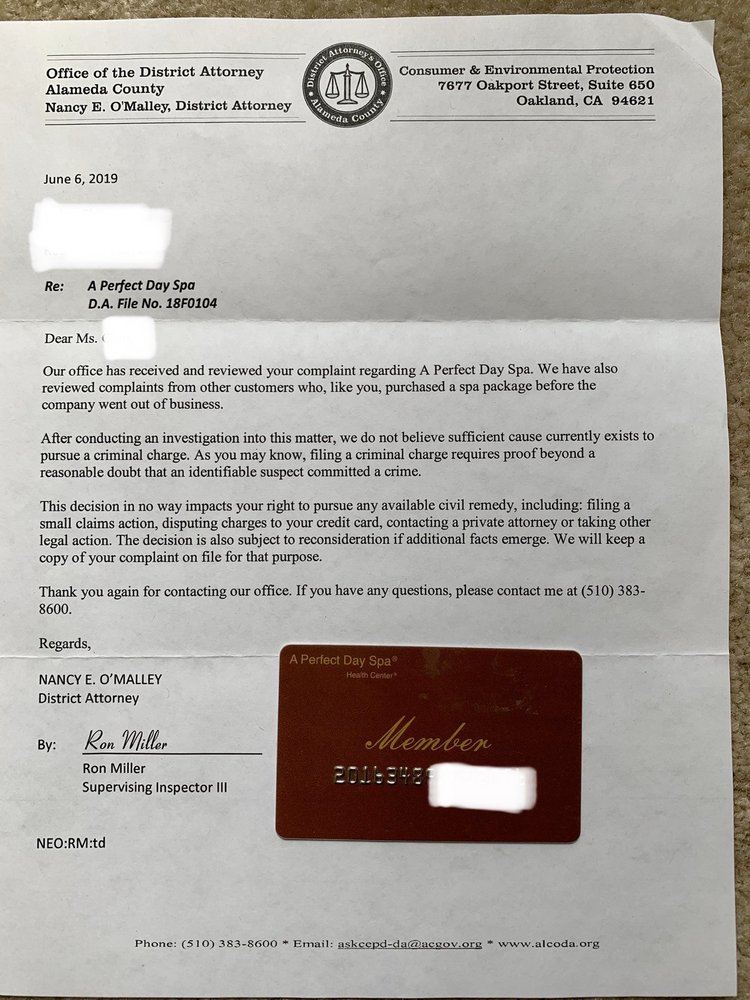 Office of the District Attorney
Alameda County
Nancy E. O'Malley, District Attorney
District Attorney's Office
Alameda County
Consumer & Environmental Protection
7677 Oakport Street, Suite 650
Oakland, CA 94621
June 6, 2019
Re: A Perfect Day Spa
D.A. File No. 18F0104
Dear Ms.
Our office has received and reviewed your complaint regarding A Perfect Day Spa. We have also
reviewed complaints from other customers who, like you, purchased a spa package before the
company went out of business.
After conducting an investigation into this matter, we do not believe sufficient cause currently exists to
pursue a criminal charge. As you may know, filing a criminal charge requires proof beyond a
reasonable doubt that an identifiable suspect committed a crime.
This decision in no way impacts your right to pursue any available civil remedy, including: filing a
small claims action, disputing charges to your credit card, contacting a private attorney or taking other
legal action. The decision is also subject to reconsideration if additional facts emerge. We will keep a
copy of your complaint on file for that purpose.
Thank you again for contacting our office. If you have any questions, please contact me at (510) 383-
8600.
Regards,
NANCY E. O'MALLEY
District Attorney
By: Ron Miller
Ron Miller
Supervising Inspector III
NEO:RM:td
A Perfect Day Spa®
Health Center®
Member
Phone: (510) 383-8600 * Email: askcepd-da@acgov.org * www.alcoda.org